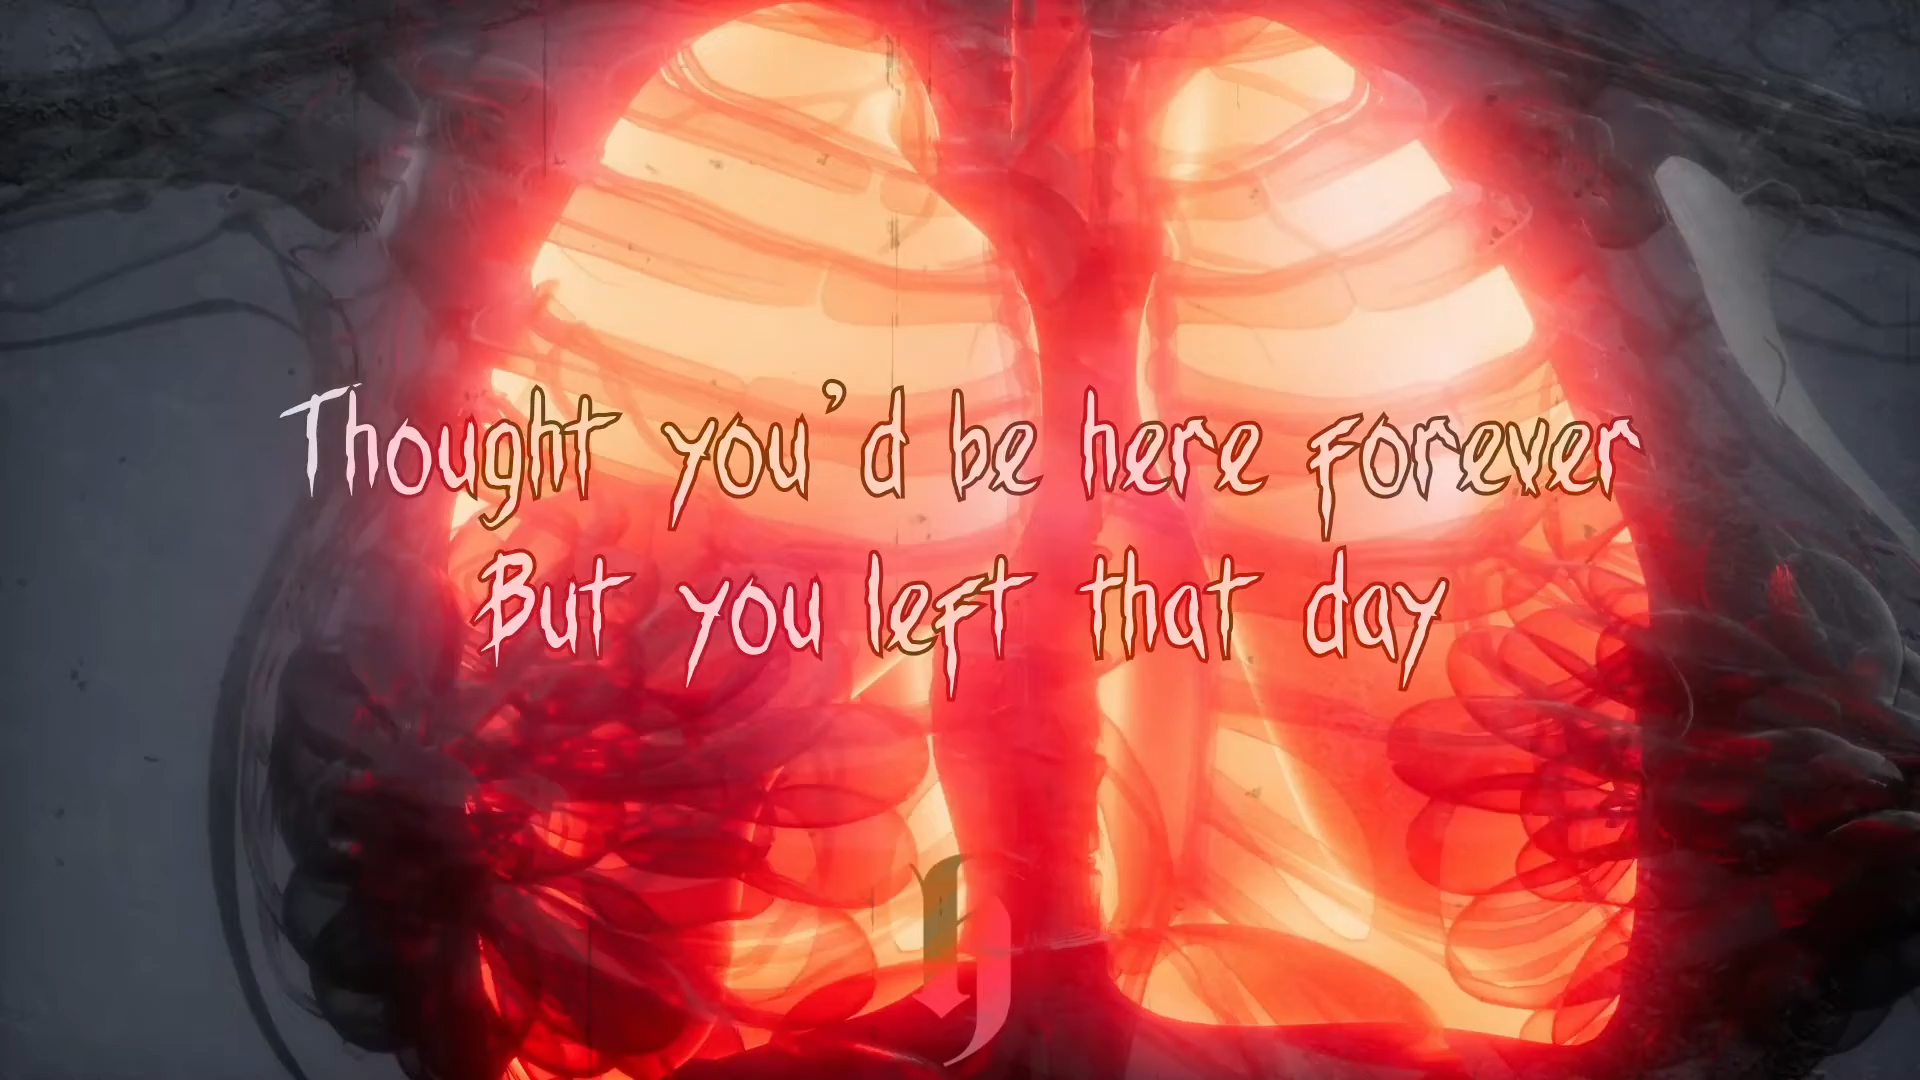 Thought you’d be here forever
But you left that day